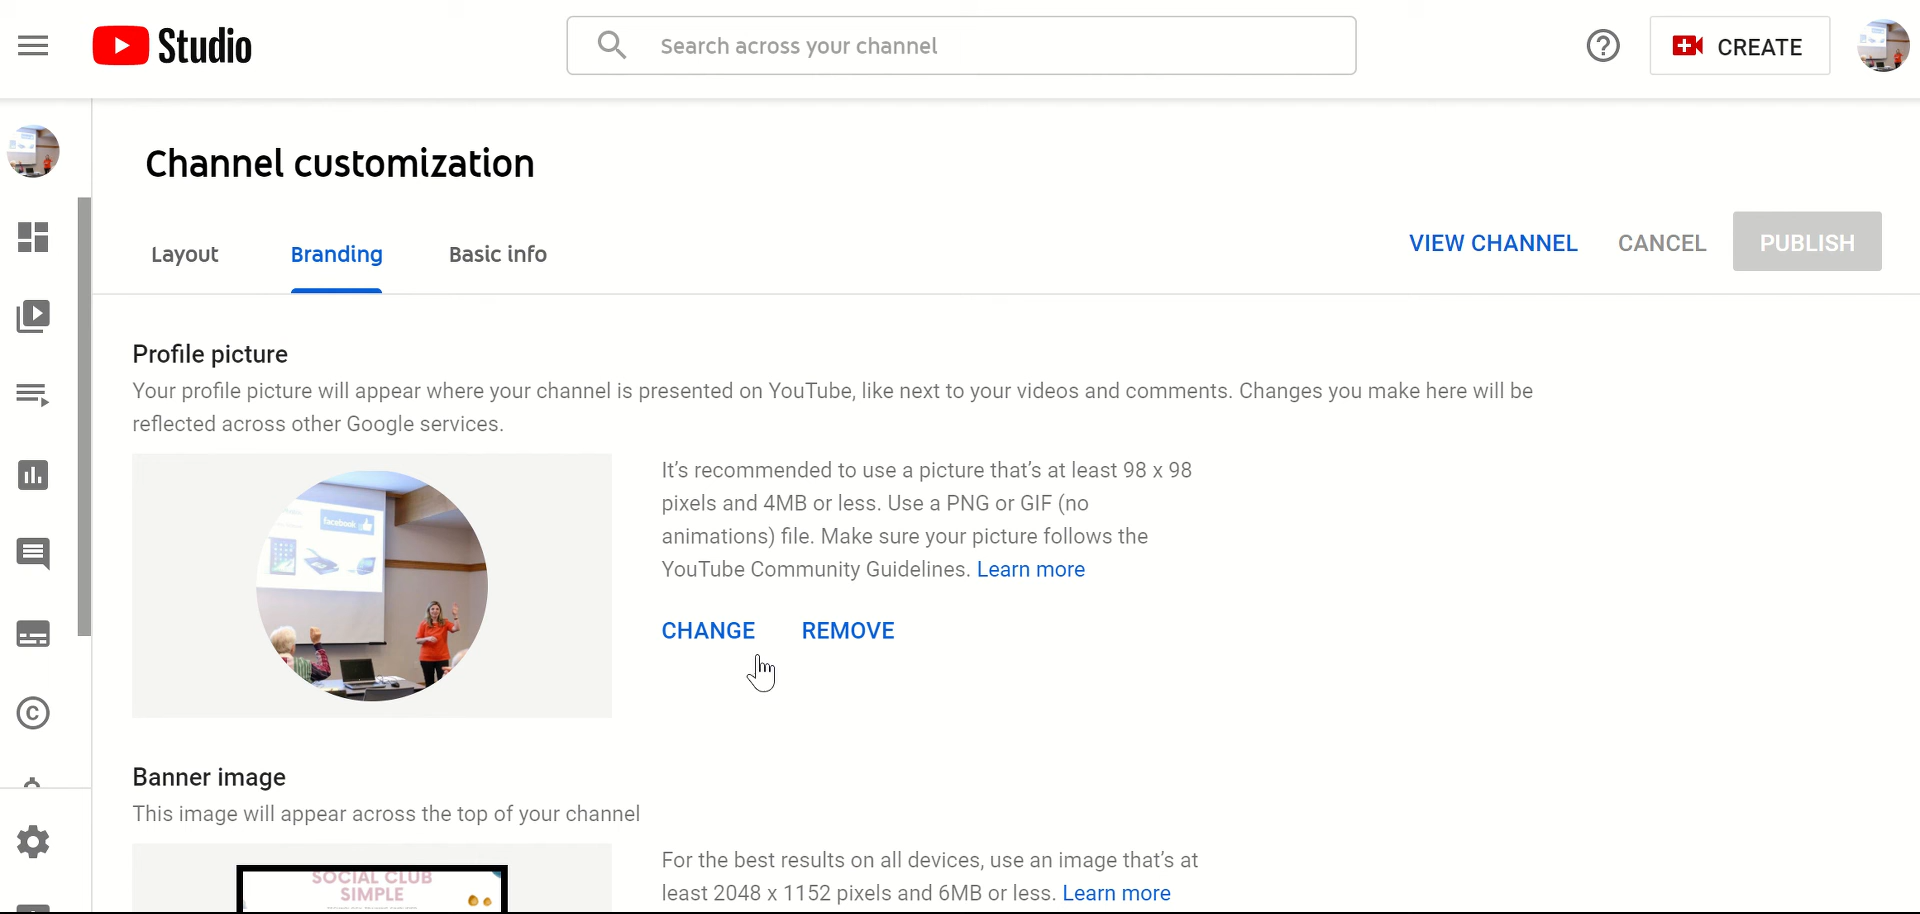 Studio
Search across your channel
CREATE
Channel customization
Layout
Branding
Basic info
VIEW CHANNEL
CANCEL
PUBLISH
Profile picture
Your profile picture will appear where your channel is presented on YouTube, like next to your videos and comments. Changes you make here will be
reflected across other Google services.
facebook
It's recommended to use a picture that's at least 98 x 98
pixels and 4MB or less. Use a PNG or GIF (no
animations) file. Make sure your picture follows the
YouTube Community Guidelines. Learn more
CHANGE
REMOVE
Banner image
This image will appear across the top of your channel
SOCIAL CLUB
SIMPLE
For the best results on all devices, use an image that's at
least 2048 x 1152 pixels and 6MB or less. Learn more